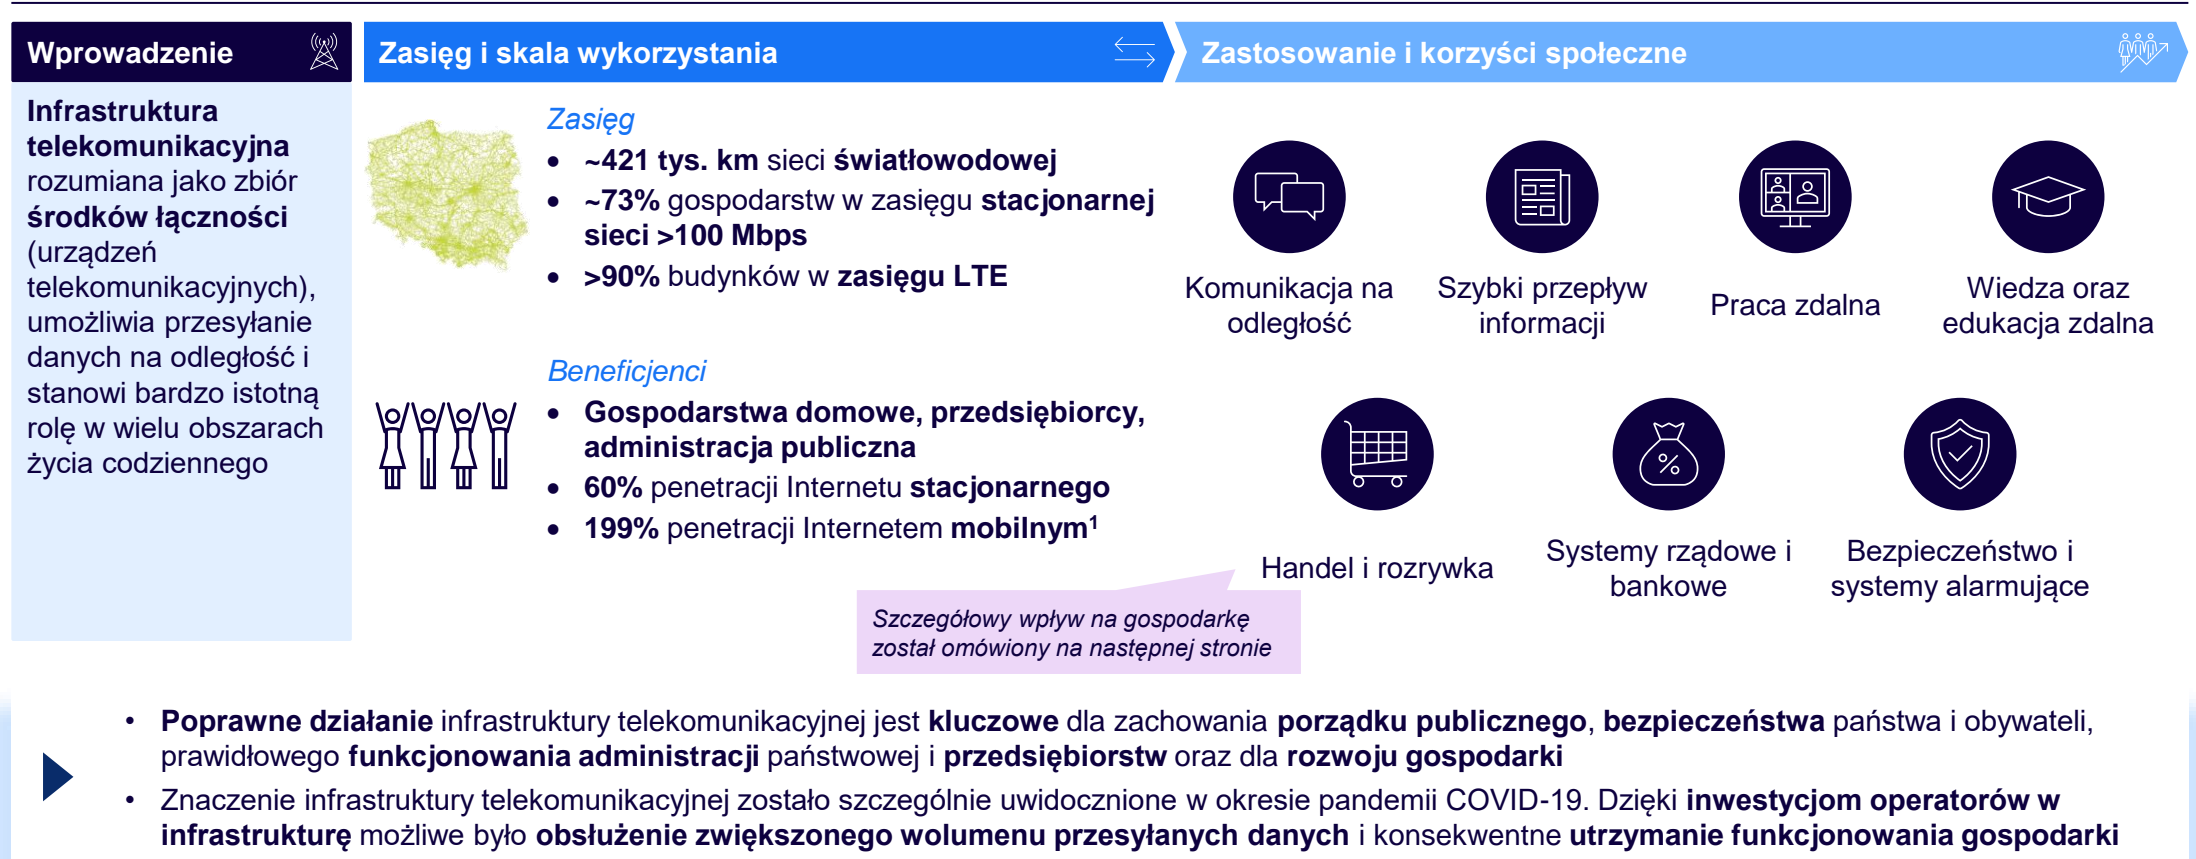 Wprowadzenie
Infrastruktura
telekomunikacyjna
rozumiana jako zbiór
środków łączności
(urządzeń
telekomunikacyjnych),
umożliwia przesyłanie
danych na odległość i
stanowi bardzo istotną
rolę w wielu obszarach
życia codziennego
Zasięg i skala wykorzystania
Zasięg
• ~421 tys. km sieci światłowodowej
• ~73% gospodarstw w zasięgu stacjonarnej
sieci >100 Mbps
• >90% budynków w zasięgu LTE
Beneficjenci
• Gospodarstwa domowe, przedsiębiorcy,
administracja publiczna
• 60% penetracji Internetu stacjonarnego
• 199% penetracji Internetem mobilnym¹
Zastosowanie i korzyści społeczne
Komunikacja na
odległość
Szybki przepływ
informacji
Praca zdalna
Wiedza oraz
edukacja zdalna
Handel i rozrywka
Systemy rządowe i
bankowe
Bezpieczeństwo i
systemy alarmujące
Szczegółowy wpływ na gospodarkę
został omówiony na następnej stronie
• Poprawne działanie infrastruktury telekomunikacyjnej jest kluczowe dla zachowania porządku publicznego, bezpieczeństwa państwa i obywateli,
prawidłowego funkcjonowania administracji państwowej i przedsiębiorstw oraz dla rozwoju gospodarki
• Znaczenie infrastruktury telekomunikacyjnej zostało szczególnie uwidocznione w okresie pandemii COVID-19. Dzięki inwestycjom operatorów w
infrastrukturę możliwe było obsłużenie zwiększonego wolumenu przesyłanych danych i konsekwentne utrzymanie funkcjonowania gospodarki